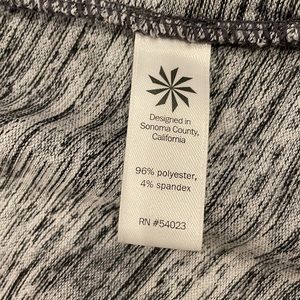 Designed in
Sonoma County,
California
96% polyester,
4% spandex
RN #54023